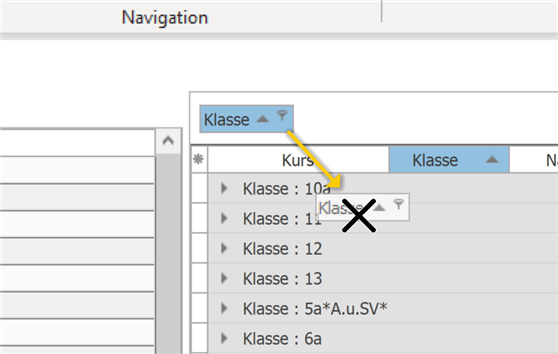 Navigation
Klasse
Kurs Klasse
Klasse : 10a
Klasse
Klasse : 11
Klasse : 12
Klasse : 13
Klasse : 5a*A.u.SV*
Klasse : 6a